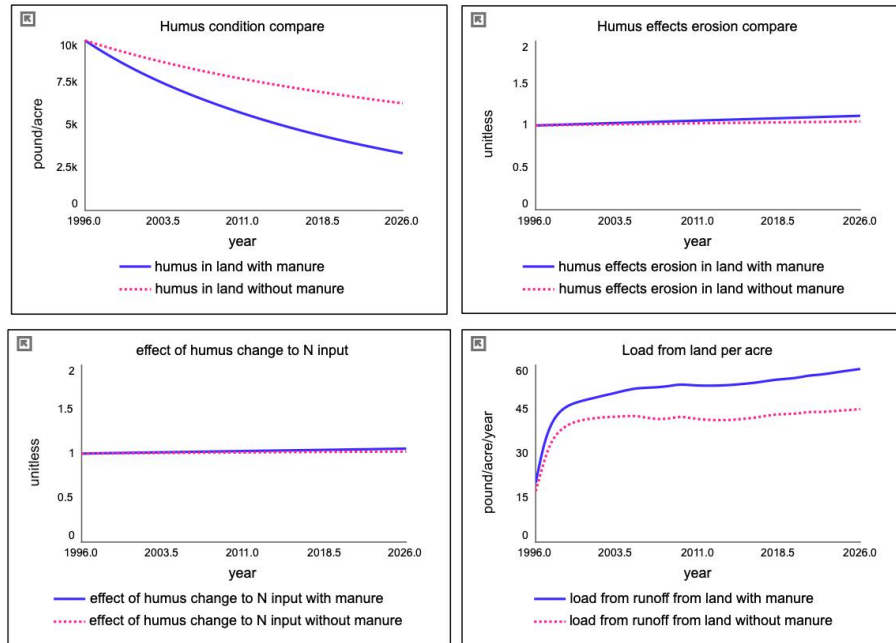 Humus condition compare
10k
7.5k
5k
2.5k
0
pound/acre
1996.0 2003.5 2011.0 2018.5 2026.0
year
humus in land with manure
humus in land without manure
Humus effects erosion compare
2
1.5
1
0.5
0
unitless
1996.0 2003.5 2011.0 2018.5 2026.0
year
humus effects erosion in land with manure
humus effects erosion in land without manure
effect of humus change to N input
2
1.5
1
0.5
0
unitless
1996.0 2003.5 2011.0 2018.5 2026.0
year
effect of humus change to N input with manure
effect of humus change to N input without manure
Load from land per acre
60
45
30
15
0
pound/acre/year
1996.0 2003.5 2011.0 2018.5 2026.0
year
load from runoff from land with manure
load from runoff from land without manure